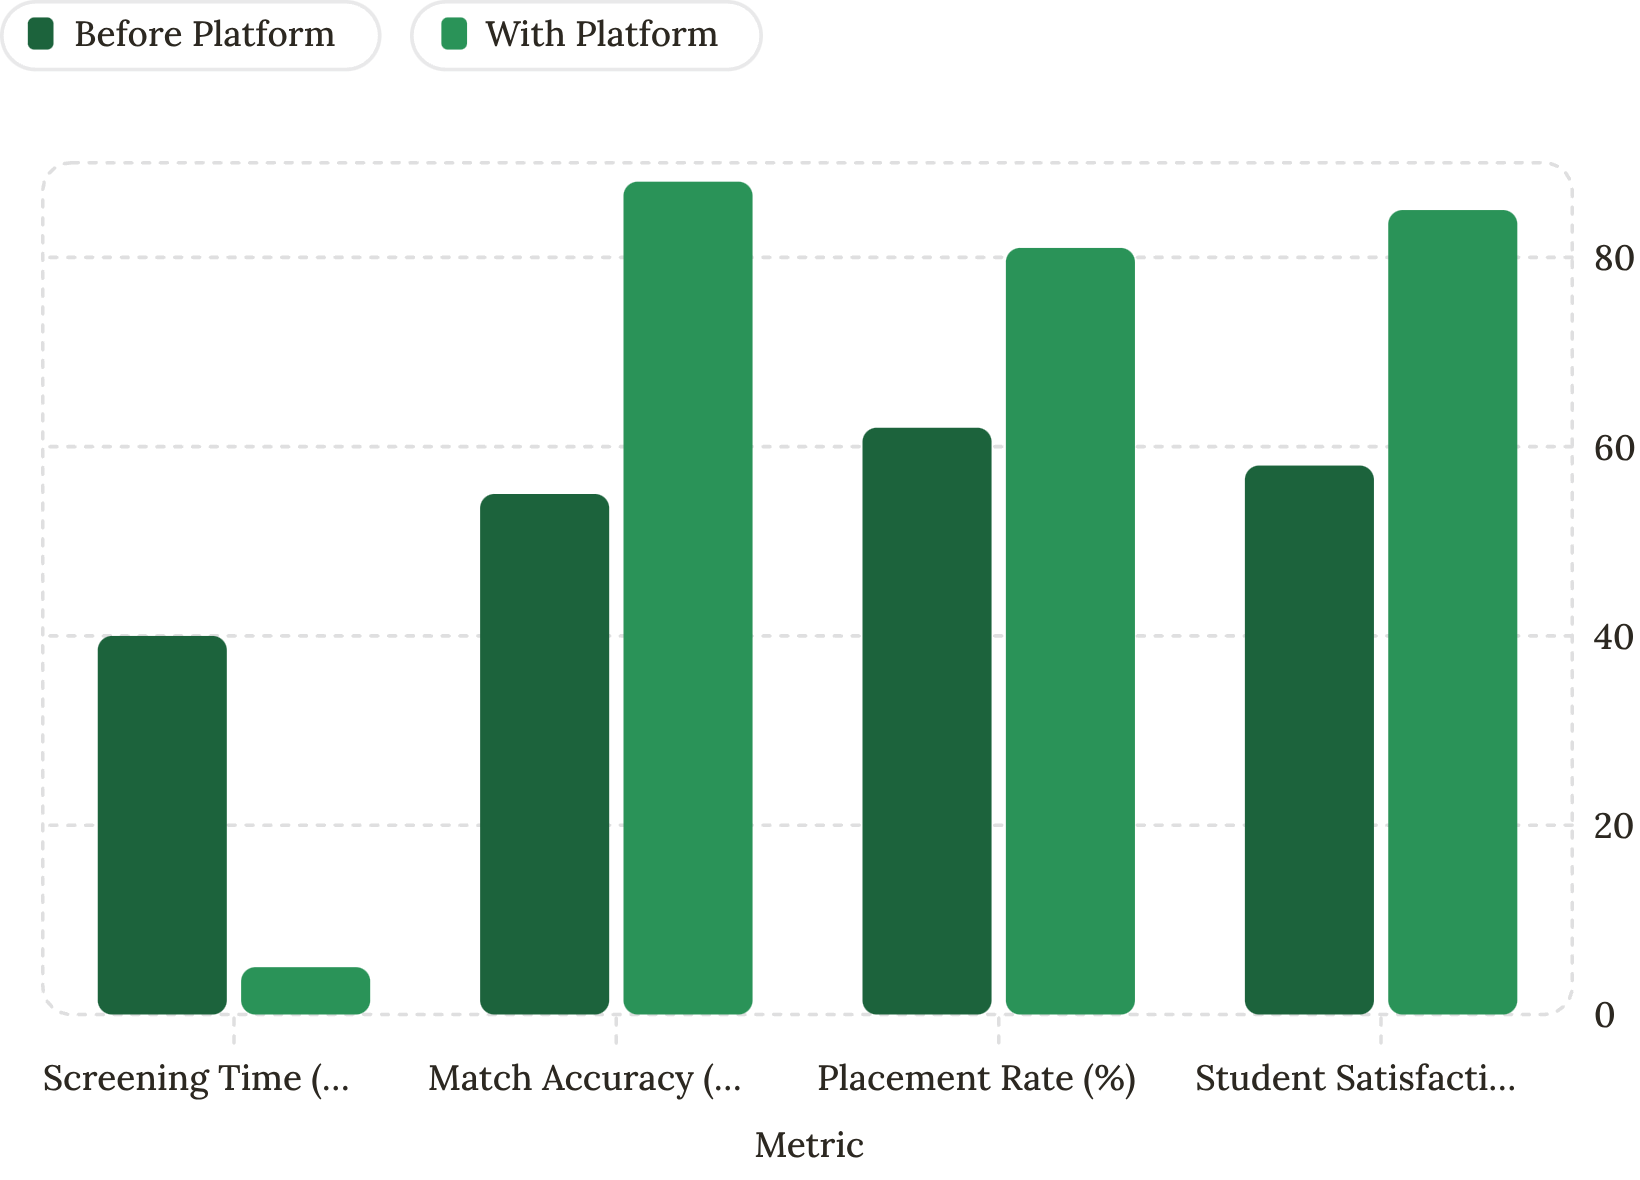 Before Platform
With Platform
80
60
40
20
0
Screening Time (...
Match Accuracy (...
Placement Rate (%)
Student Satisfacti...
Metric